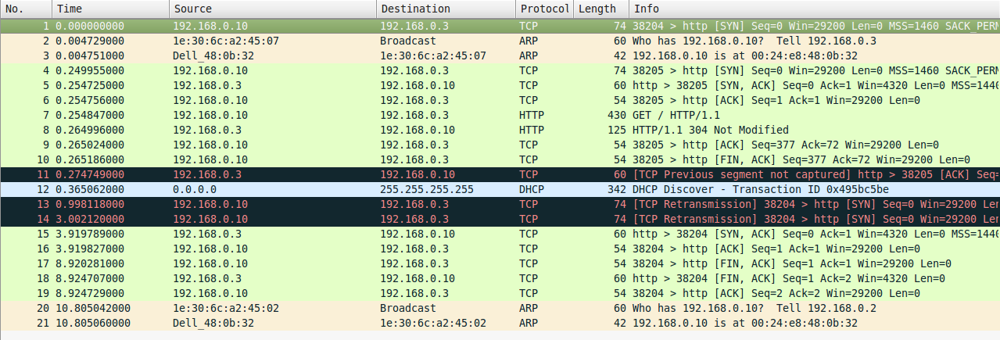 No. Time Source Destination Protocol Length Info
1 0.000000000 192.168.0.10 192.168.0.3 TCP 74 38204 > http [SYN] Seq=0 Win=29200 Len=0 MSS=1460 SACK_PERM
2 0.004729000 1e:30:6c:a2:45:07 Broadcast ARP 60 Who has 192.168.0.10? Tell 192.168.0.3
3 0.004751000 Dell_48:0b:32 1e:30:6c:a2:45:07 ARP 42 192.168.0.10 is at 00:24:e8:48:0b:32
4 0.249955000 192.168.0.10 192.168.0.3 TCP 74 38205 > http [SYN] Seq=0 Win=29200 Len=0 MSS=1460 SACK_PERM
5 0.254725000 192.168.0.3 192.168.0.10 TCP 60 http > 38205 [SYN, ACK] Seq=0 Ack=1 Win=4320 Len=0 MSS=1440
6 0.254756000 192.168.0.10 192.168.0.3 TCP 54 38205 > http [ACK] Seq=1 Ack=1 Win=29200 Len=0
7 0.254847000 192.168.0.10 192.168.0.3 HTTP 430 GET / HTTP/1.1
8 0.264996000 192.168.0.3 192.168.0.10 HTTP 125 HTTP/1.1 304 Not Modified
9 0.265024000 192.168.0.10 192.168.0.3 TCP 54 38205 > http [ACK] Seq=377 Ack=72 Win=29200 Len=0
10 0.265186000 192.168.0.10 192.168.0.3 TCP 54 38205 > http [FIN, ACK] Seq=377 Ack=72 Win=29200 Len=0
11 0.274749000 192.168.0.3 192.168.0.10 TCP 60 [TCP Previous segment not captured] http > 38205 [ACK] Seq=
12 0.365062000 0.0.0.0 255.255.255.255 DHCP 342 DHCP Discover - Transaction ID 0x495bc5be
13 0.998118000 192.168.0.10 192.168.0.3 TCP 74 [TCP Retransmission] 38204 > http [SYN] Seq=0 Win=29200 Len
14 3.002120000 192.168.0.10 192.168.0.3 TCP 74 [TCP Retransmission] 38204 > http [SYN] Seq=0 Win=29200 Len
15 3.919789000 192.168.0.3 192.168.0.10 TCP 60 http > 38204 [SYN, ACK] Seq=0 Ack=1 Win=4320 Len=0 MSS=1440
16 3.919827000 192.168.0.10 192.168.0.3 TCP 54 38204 > http [ACK] Seq=1 Ack=1 Win=29200 Len=0
17 8.920281000 192.168.0.10 192.168.0.3 TCP 54 38204 > http [FIN, ACK] Seq=1 Ack=1 Win=29200 Len=0
18 8.924707000 192.168.0.3 192.168.0.10 TCP 60 http > 38204 [FIN, ACK] Seq=1 Ack=2 Win=4320 Len=0
19 8.924729000 192.168.0.10 192.168.0.3 TCP 54 38204 > http [ACK] Seq=2 Ack=2 Win=29200 Len=0
20 10.805042000 1e:30:6c:a2:45:02 Broadcast ARP 60 Who has 192.168.0.10? Tell 192.168.0.2
21 10.805060000 Dell_48:0b:32 1e:30:6c:a2:45:02 ARP 42 192.168.0.10 is at 00:24:e8:48:0b:32